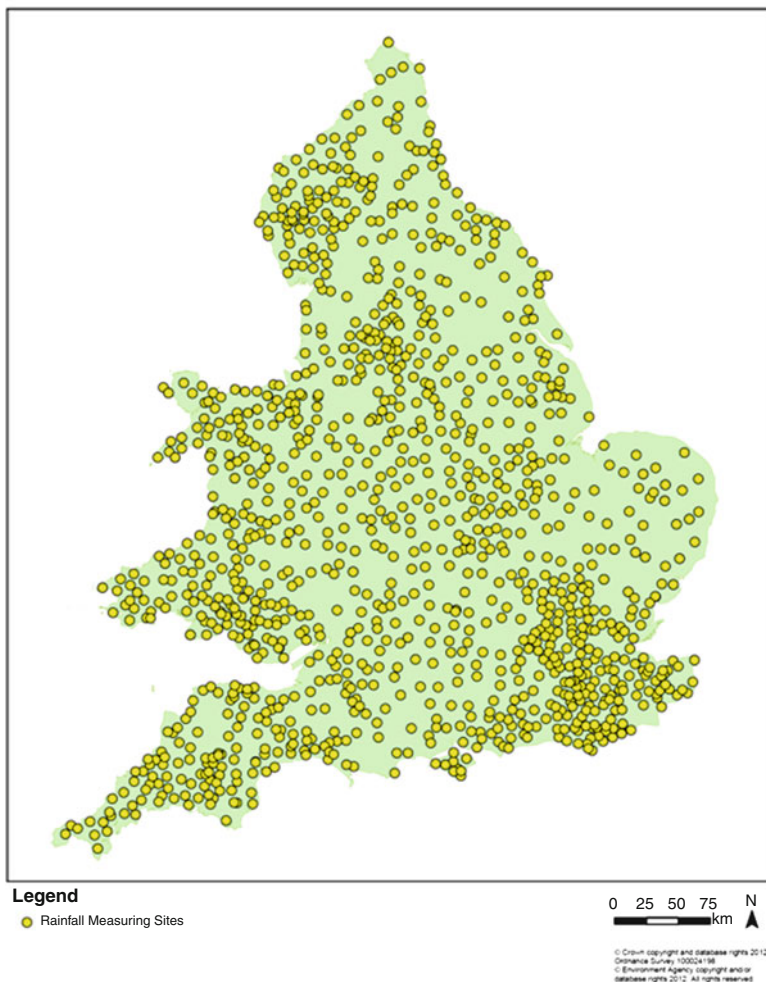 Legend
Rainfall Measuring Sites
0 25 50 75 N
km
© Crown copyright and database rights 2012
Ordnance Survey 100024198
© Environment Agency copyright and/or
database rights 2012. All rights reserved